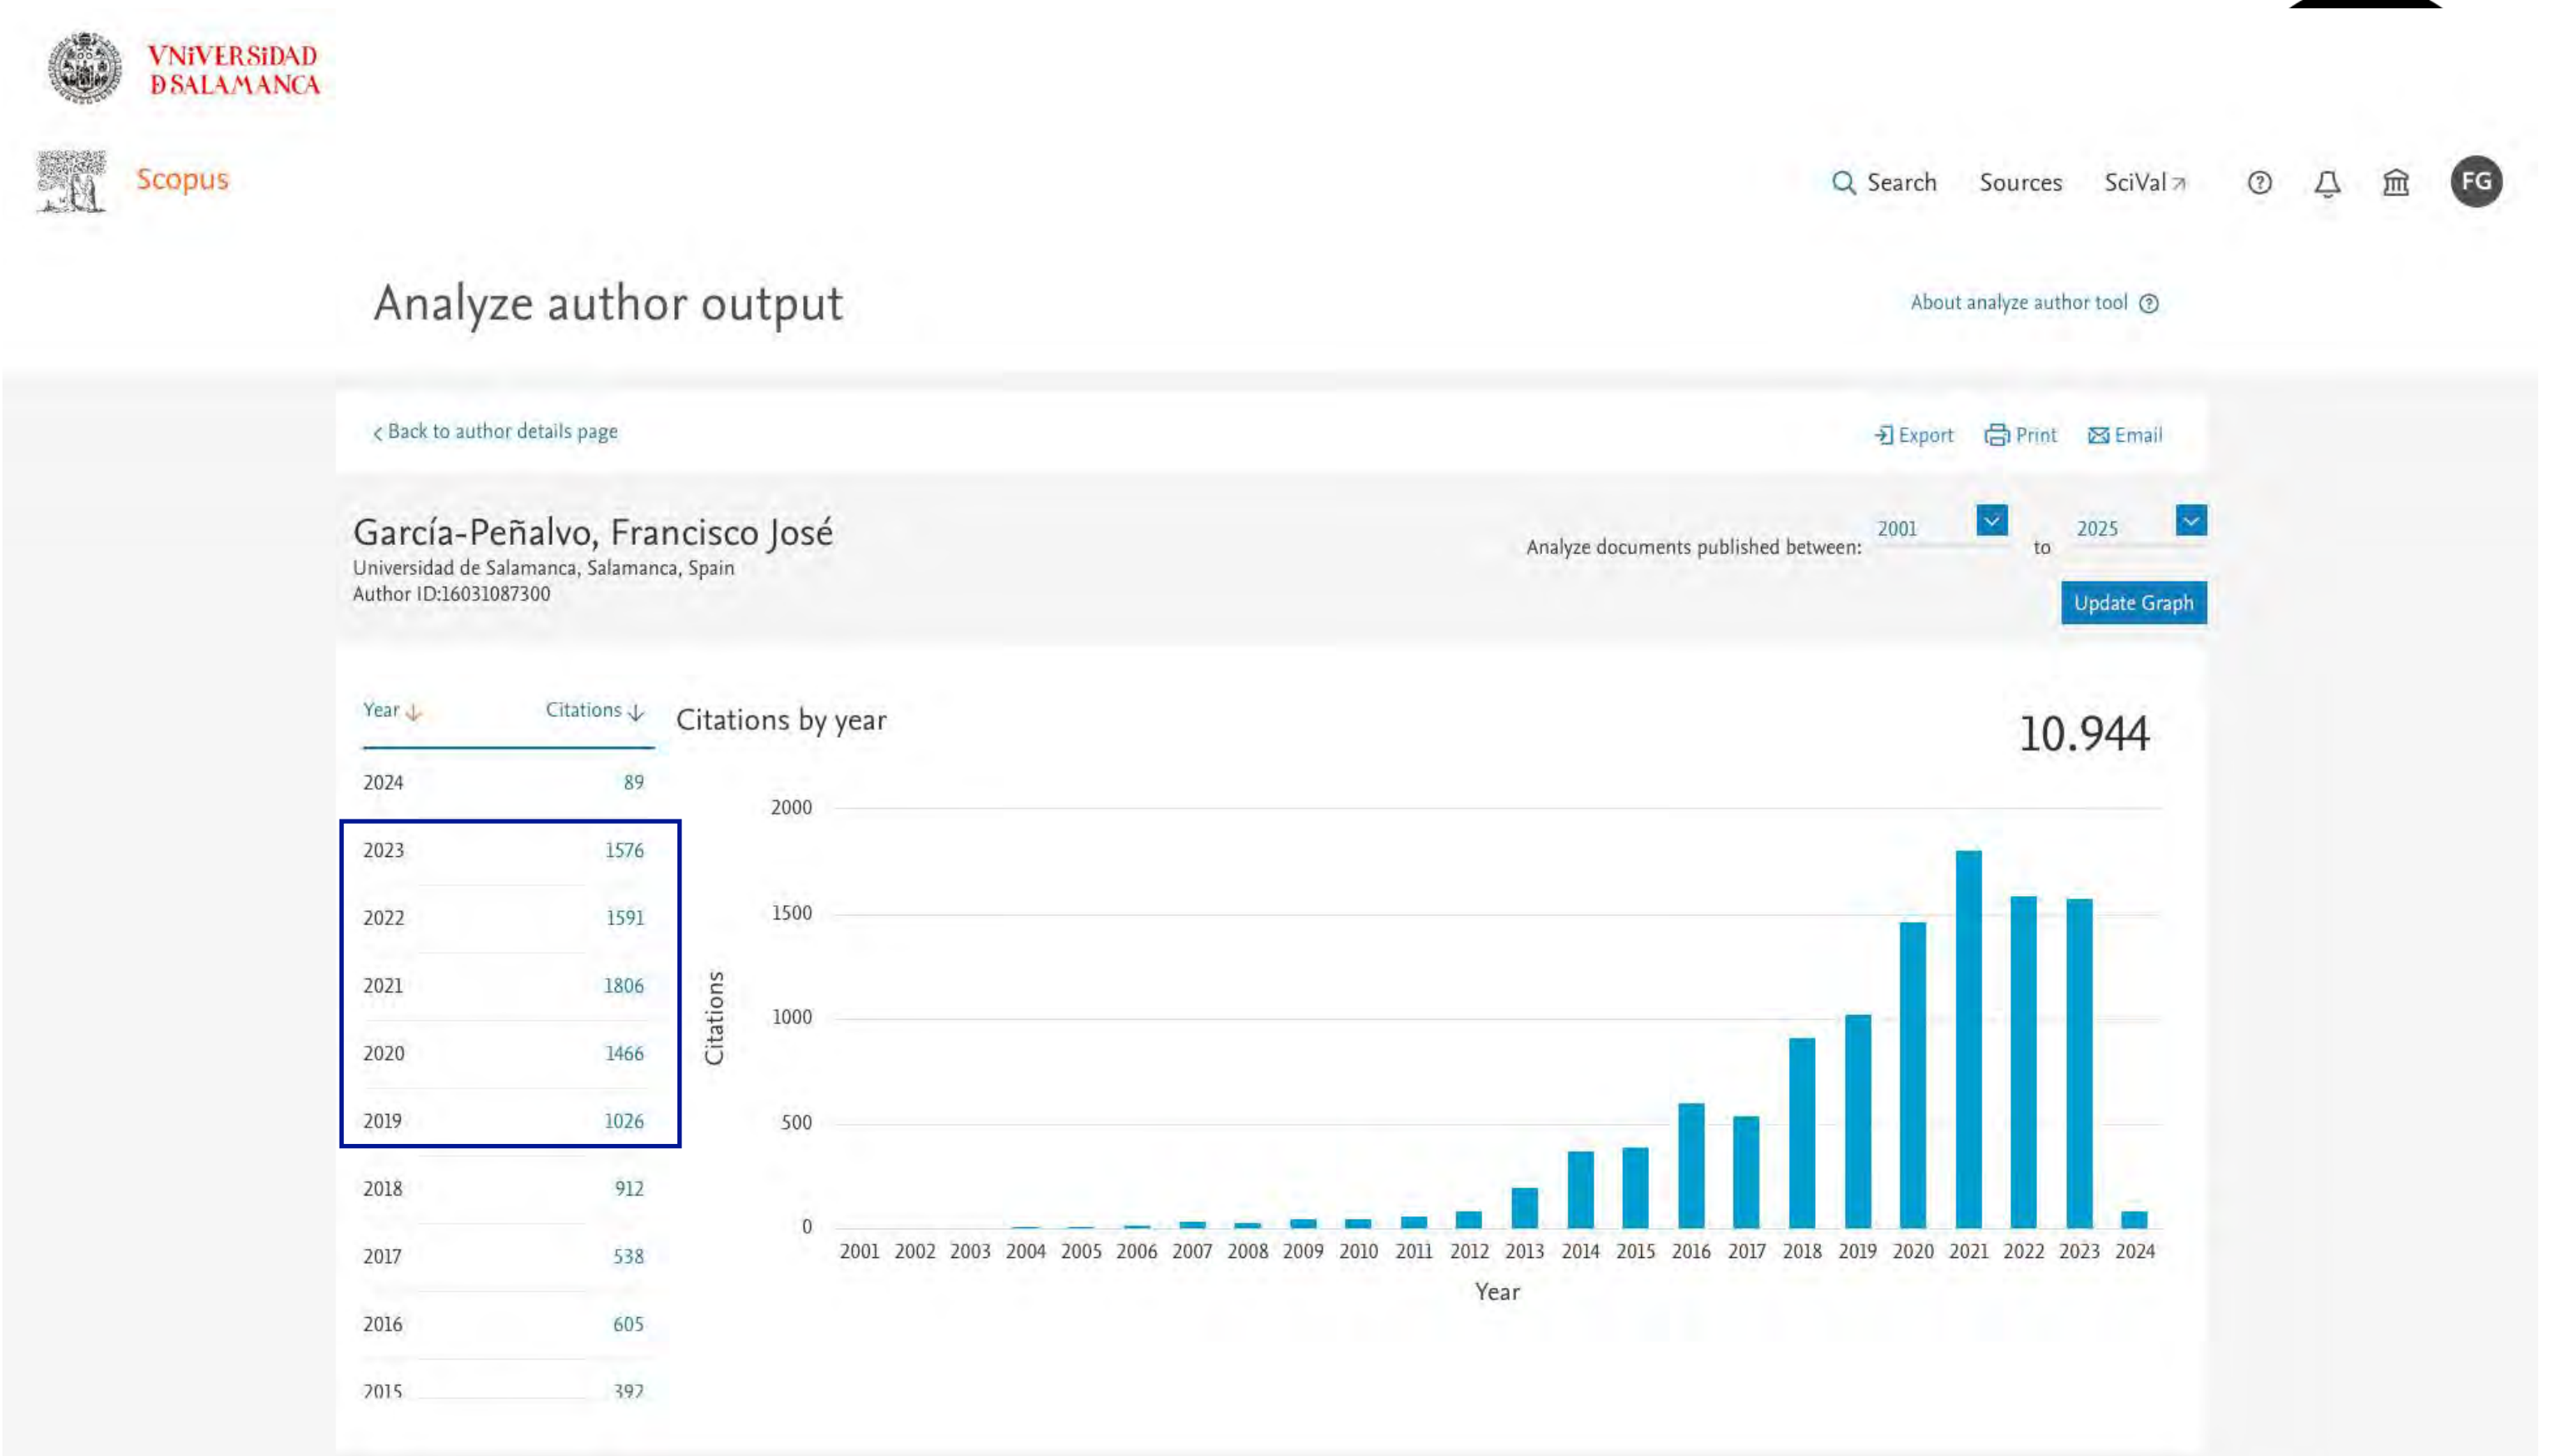 VNiVERSiDAD
Ð SALAMANCA
Scopus
Search Sources SciVal
FG
Analyze author output
About analyze author tool
Back to author details page
Export Print Email
García-Peñalvo, Francisco José
Universidad de Salamanca, Salamanca, Spain
Author ID:16031087300
Analyze documents published between: 2001 to 2025
Update Graph
Year Citations
2024 89
2023 1576
2022 1591
2021 1806
2020 1466
2019 1026
2018 912
2017 538
2016 605
2015 392
Citations by year
10.944
2000
1500
1000
500
0
Citations
2001 2002 2003 2004 2005 2006 2007 2008 2009 2010 2011 2012 2013 2014 2015 2016 2017 2018 2019 2020 2021 2022 2023 2024
Year